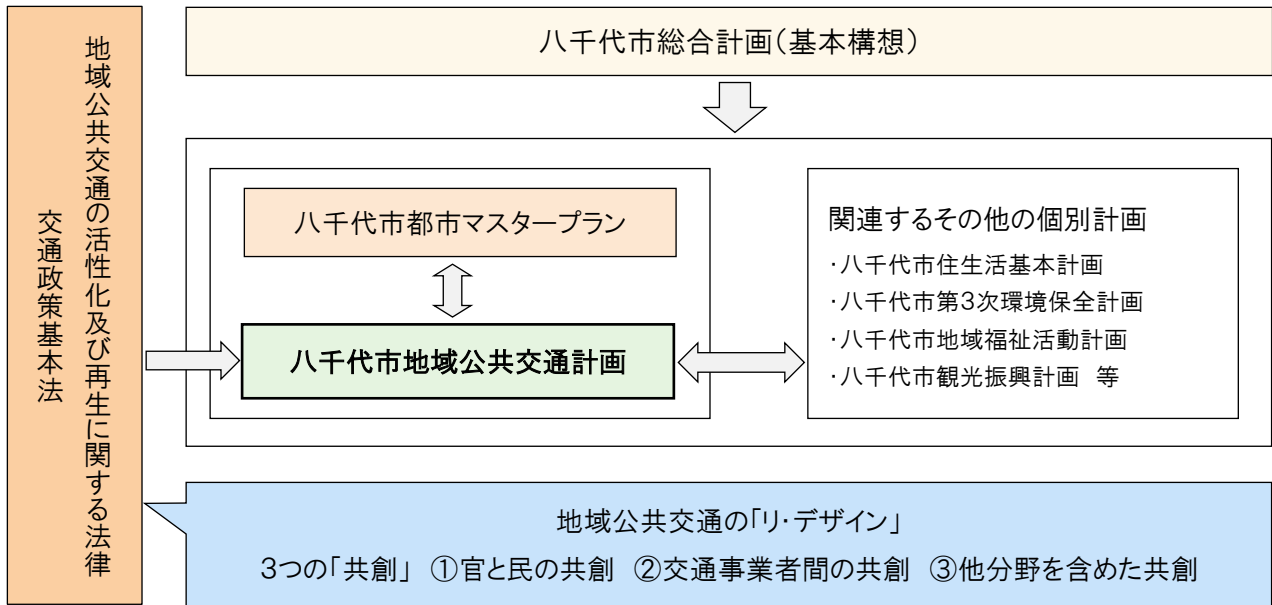 地域公共交通の活性化及び再生に関する法律
交通政策基本法
八千代市総合計画(基本構想)
八千代市都市マスタープラン
八千代市地域公共交通計画
関連するその他の個別計画
・八千代市住生活基本計画
・八千代市第3次環境保全計画
・八千代市地域福祉活動計画
・八千代市観光振興計画 等
地域公共交通の「リ・デザイン」
3つの「共創」 ①官と民の共創 ②交通事業者間の共創 ③他分野を含めた共創